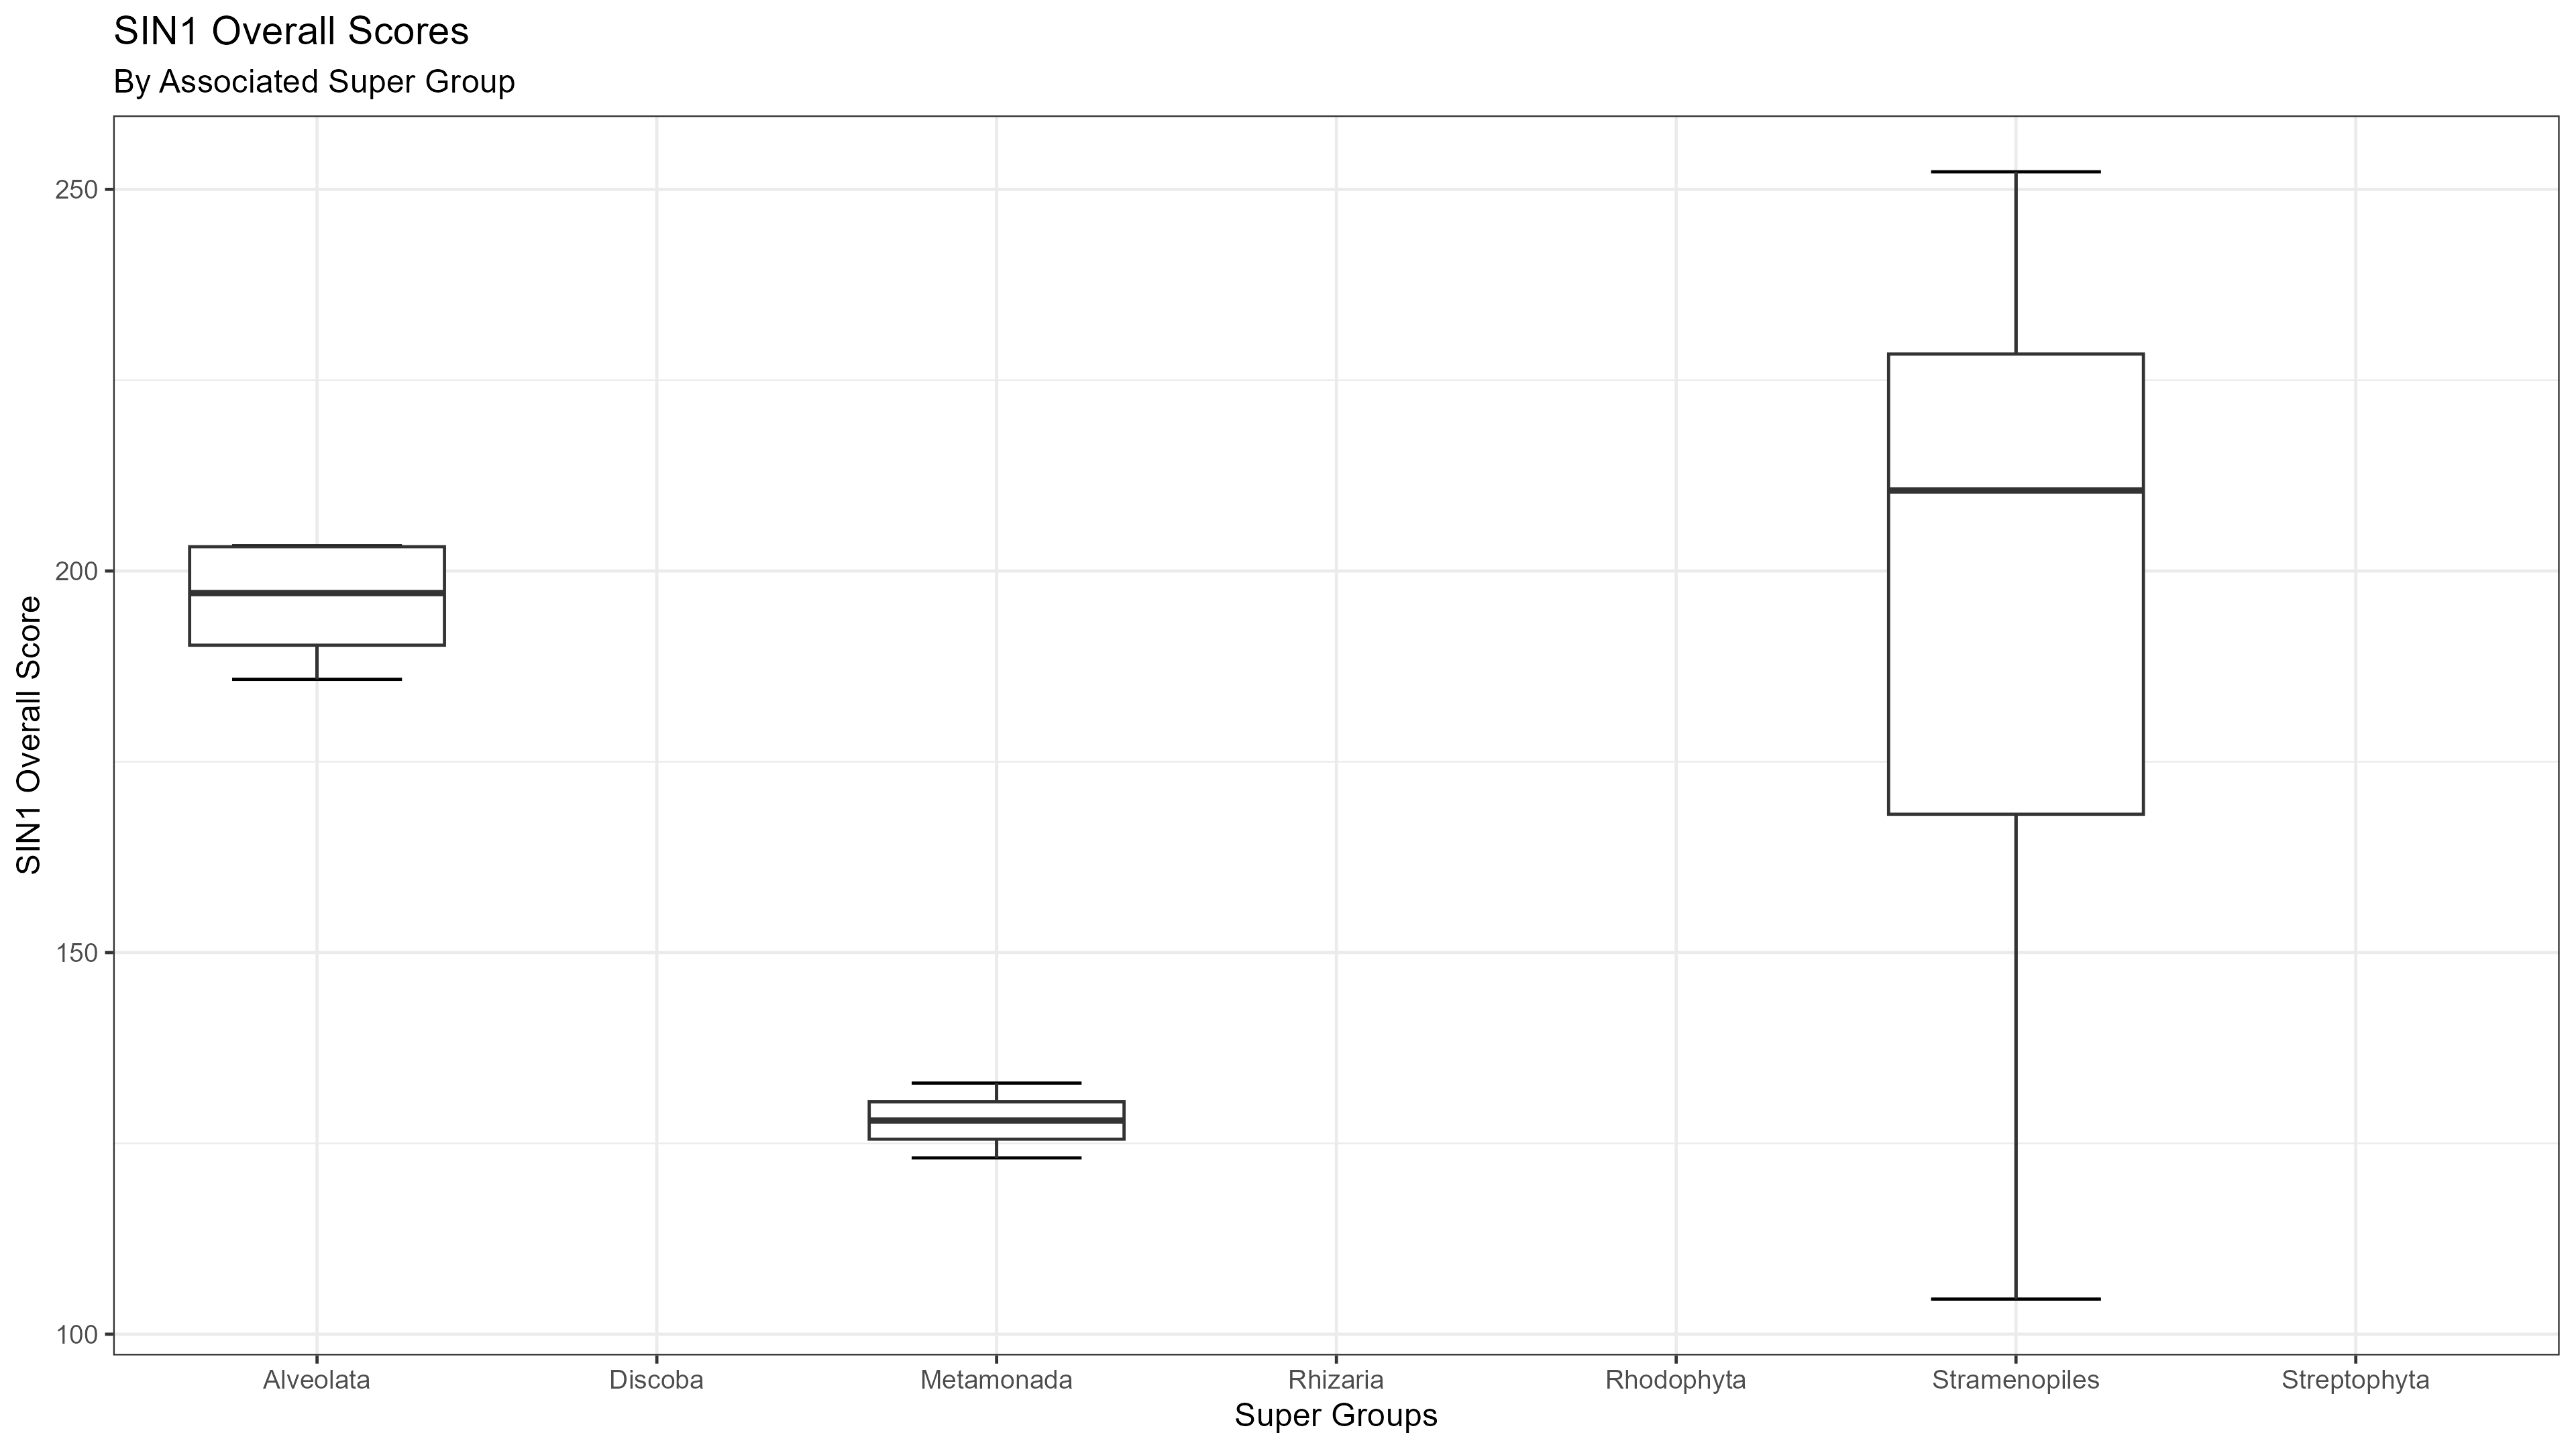 SIN1 Overall Scores
By Associated Super Group
SIN1 Overall Score
250
200
150
100
Alveolata Discoba Metamonada Rhizaria Rhodophyta Stramenopiles Streptophyta
Super Groups